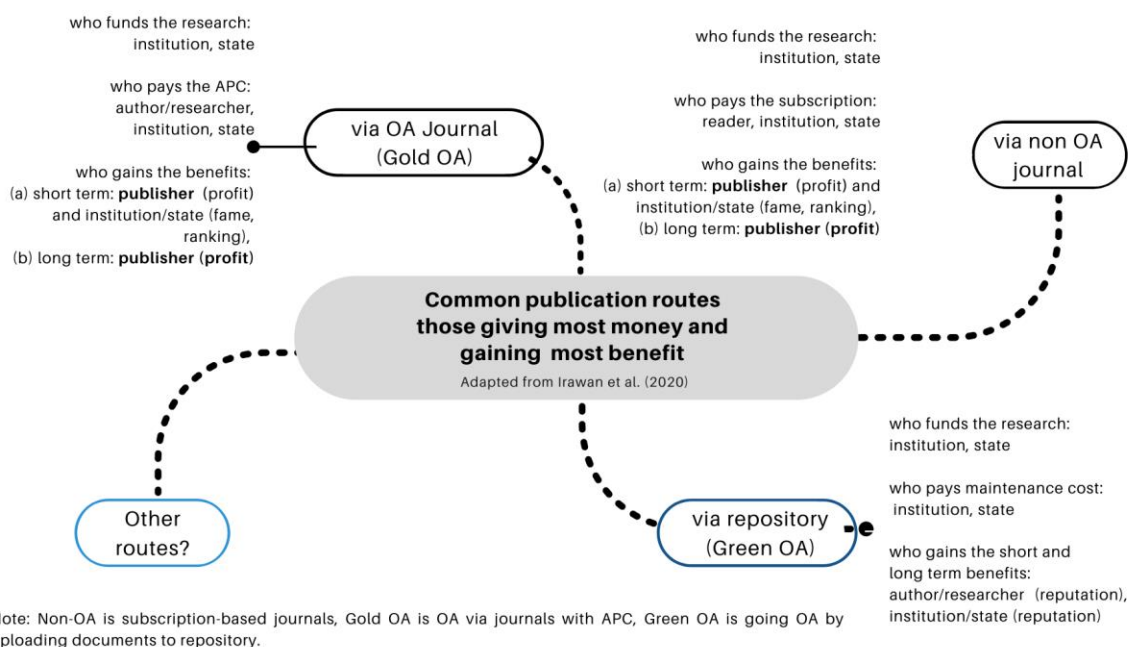 who funds the research:
institution, state
who pays the APC:
author/researcher,
institution, state
who gains the benefits:
(a) short term: publisher (profit)
and institution/state (fame,
ranking),
(b) long term: publisher (profit)
via OA Journal
(Gold OA)
who funds the research:
institution, state
who pays the subscription:
reader, institution, state
who gains the benefits:
(a) short term: publisher (profit) and
institution/state (fame, ranking),
(b) long term: publisher (profit)
via non OA
journal
Common publication routes
those giving most money and
gaining most benefit
Adapted from Irawan et al. (2020)
Other
routes?
via repository
(Green OA)
who funds the research:
institution, state
who pays maintenance cost:
institution, state
who gains the short and
long term benefits:
author/researcher (reputation),
institution/state (reputation)
Note: Non-OA is subscription-based journals, Gold OA is OA via journals with APC, Green OA is going OA by
uploading documents to repository.